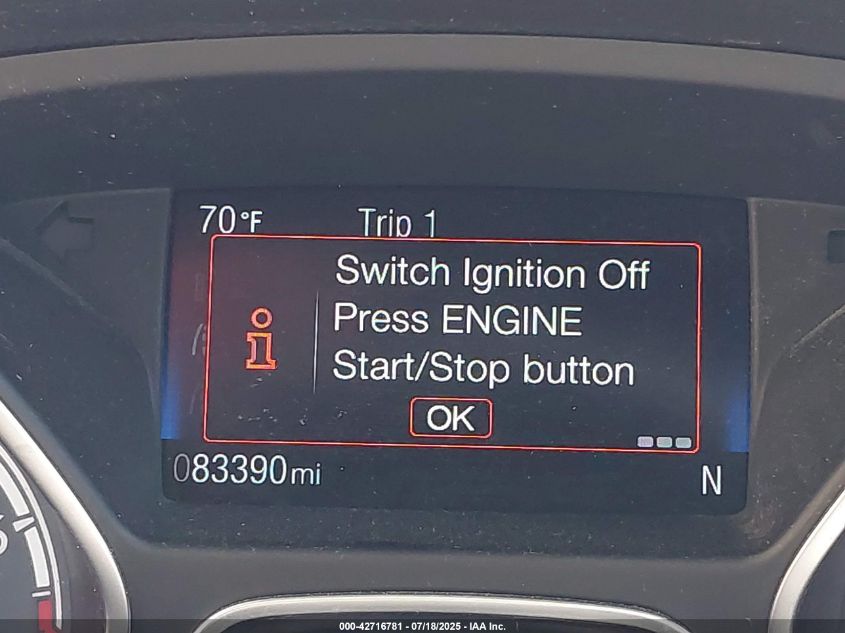 70°F Trip 1
Switch Ignition Off
Press ENGINE
Start/Stop button
OK
083390mi N
000-42716781 - 07/18/2025 - IAA Inc.